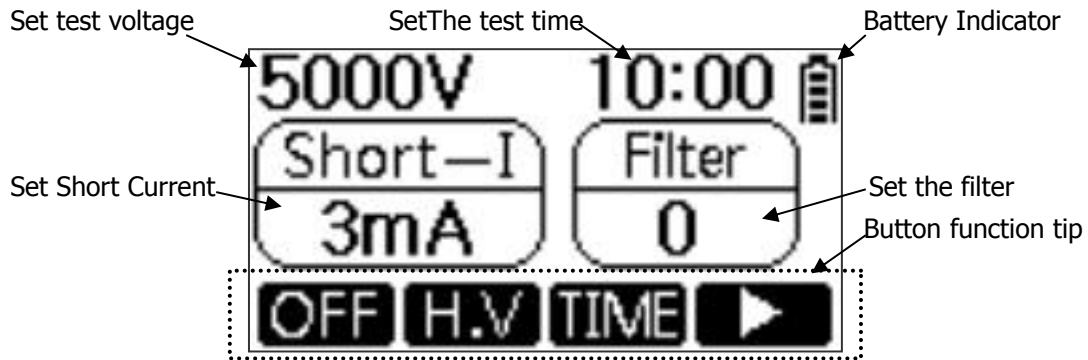 Set test voltage SetThe test time Battery Indicator
5000V 10:00
Short-I Filter
Set Short Current 3mA 0 Set the filter
Button function tip
OFF H.V TIME